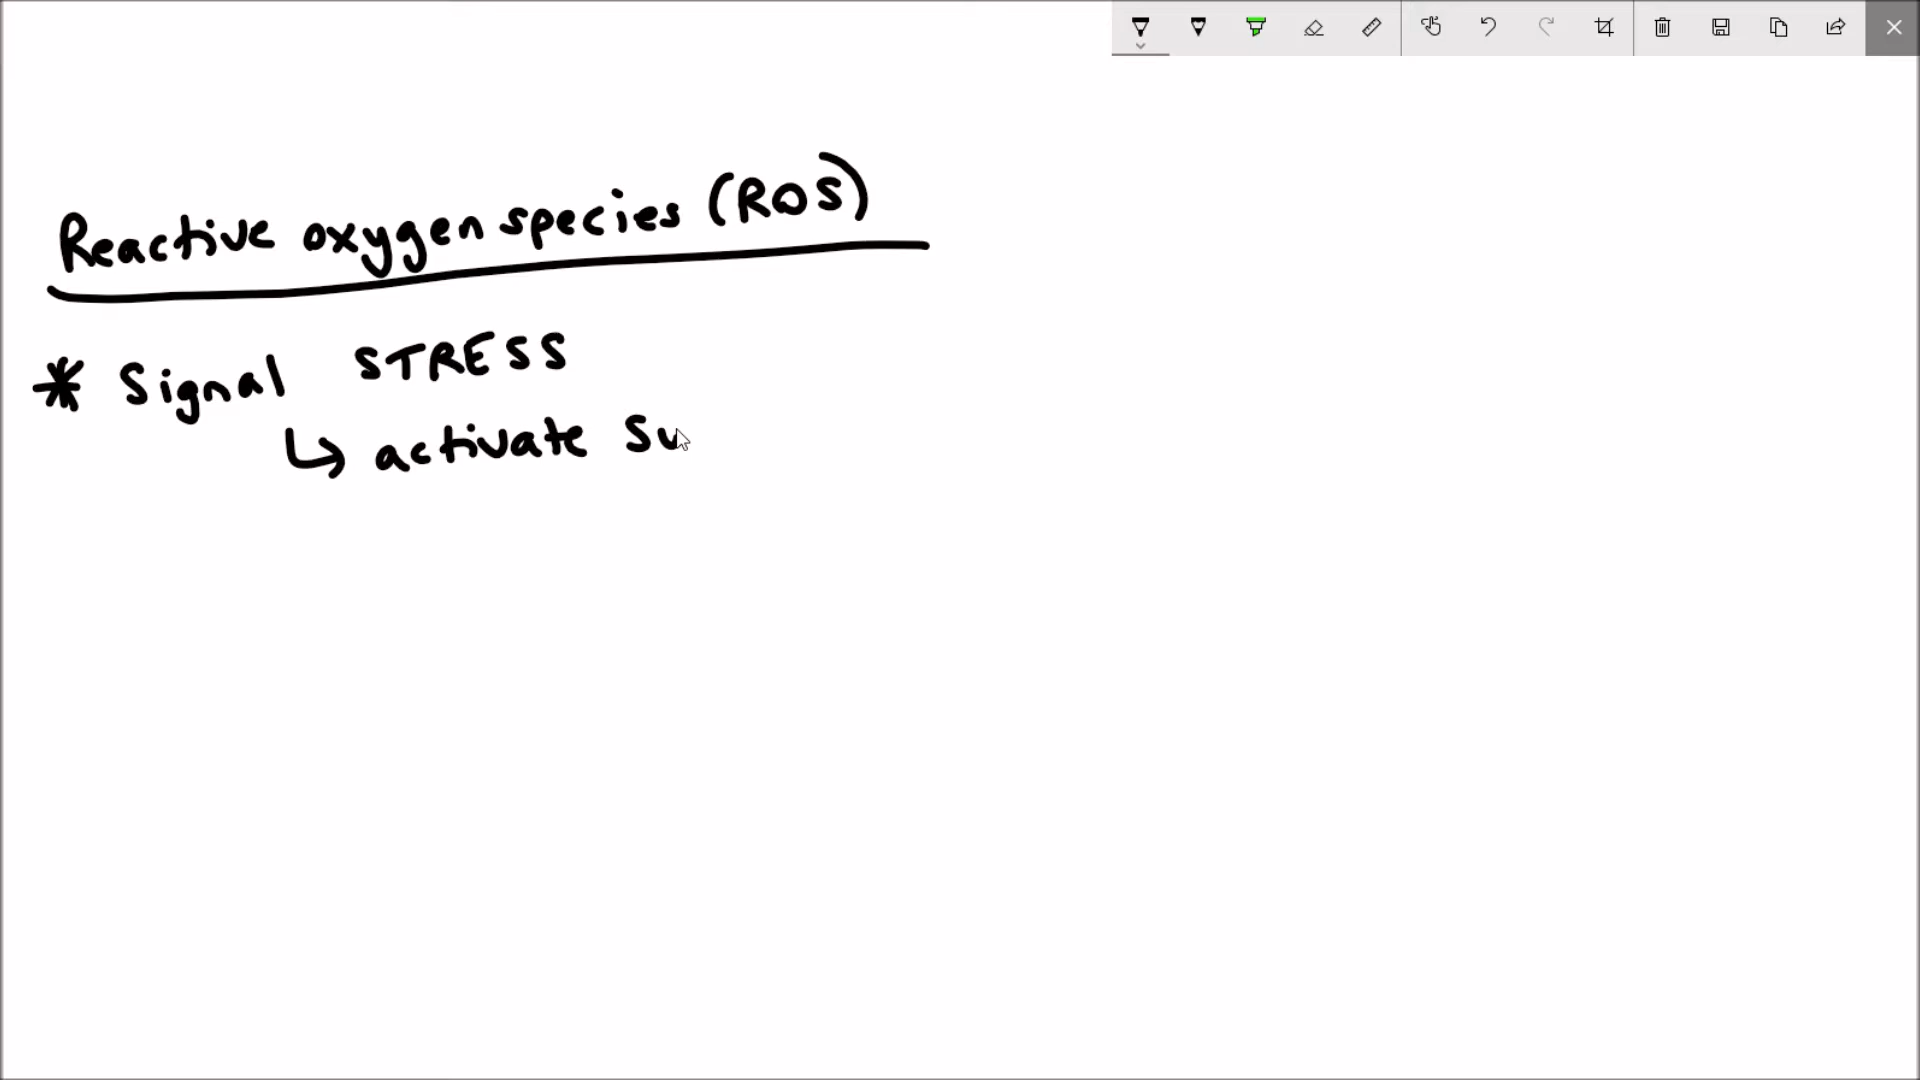 Reactive oxygen species (ROS)
* Signal STRESS
↳ activate Su